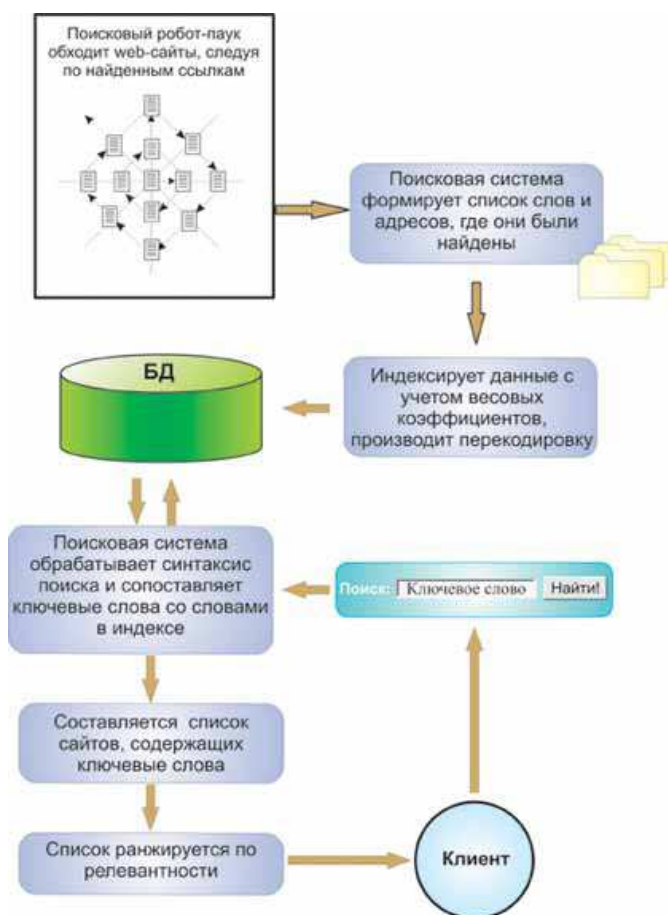 Поисковый робот-паук
обходит web-сайты, следуя
по найденным ссылкам
Поисковая система
формирует список слов и
адресов, где они были
найдены
Индексирует данные с
учетом весовых
коэффициентов,
производит перекодировку
БД
Поисковая система
обрабатывает синтаксис
поиска и сопоставляет
ключевые слова со словами
в индексе
Поиск: Ключевое слово Найти!
Составляется список
сайтов, содержащих
ключевые слова
Список ранжируется по
релевантности
Клиент